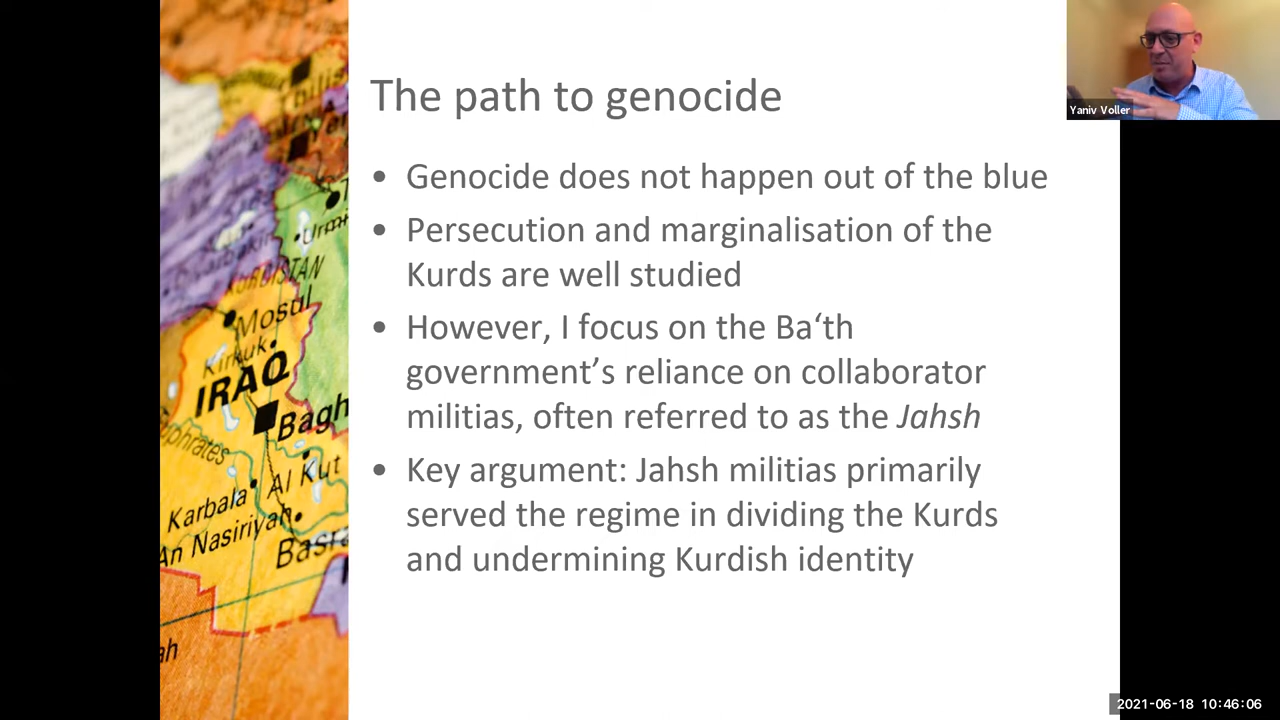 The path to genocide
• Genocide does not happen out of the blue
• Persecution and marginalisation of the
Kurds are well studied
• However, I focus on the Ba‘th
government’s reliance on collaborator
militias, often referred to as the Jahsh
• Key argument: Jahsh militias primarily
served the regime in dividing the Kurds
and undermining Kurdish identity
Yaniv Voller
2021-06-18 10:46:06
Mosul
Kirkuk
IRAQ
Bagh
Al Kut
Karbala
An Nasiriyah
Basra
ah